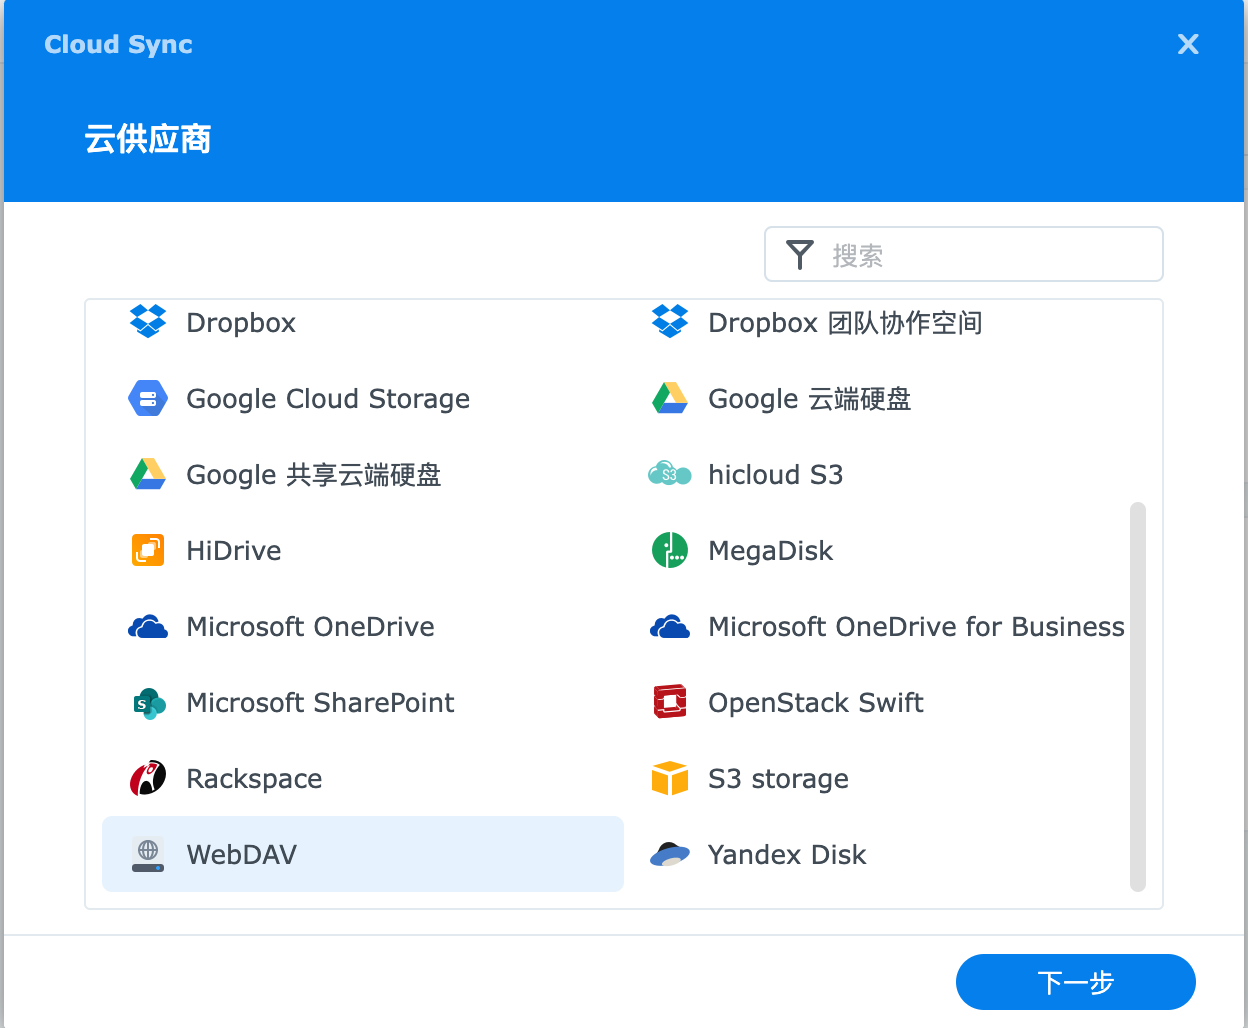 Cloud Sync
云供应商
搜索
Dropbox
Dropbox 团队协作空间
Google Cloud Storage
Google 云端硬盘
Google 共享云端硬盘
S3
hicloud S3
HiDrive
MegaDisk
Microsoft OneDrive
Microsoft OneDrive for Business
S
Microsoft SharePoint
OpenStack Swift
Rackspace
S3 storage
WebDAV
Yandex Disk
下一步